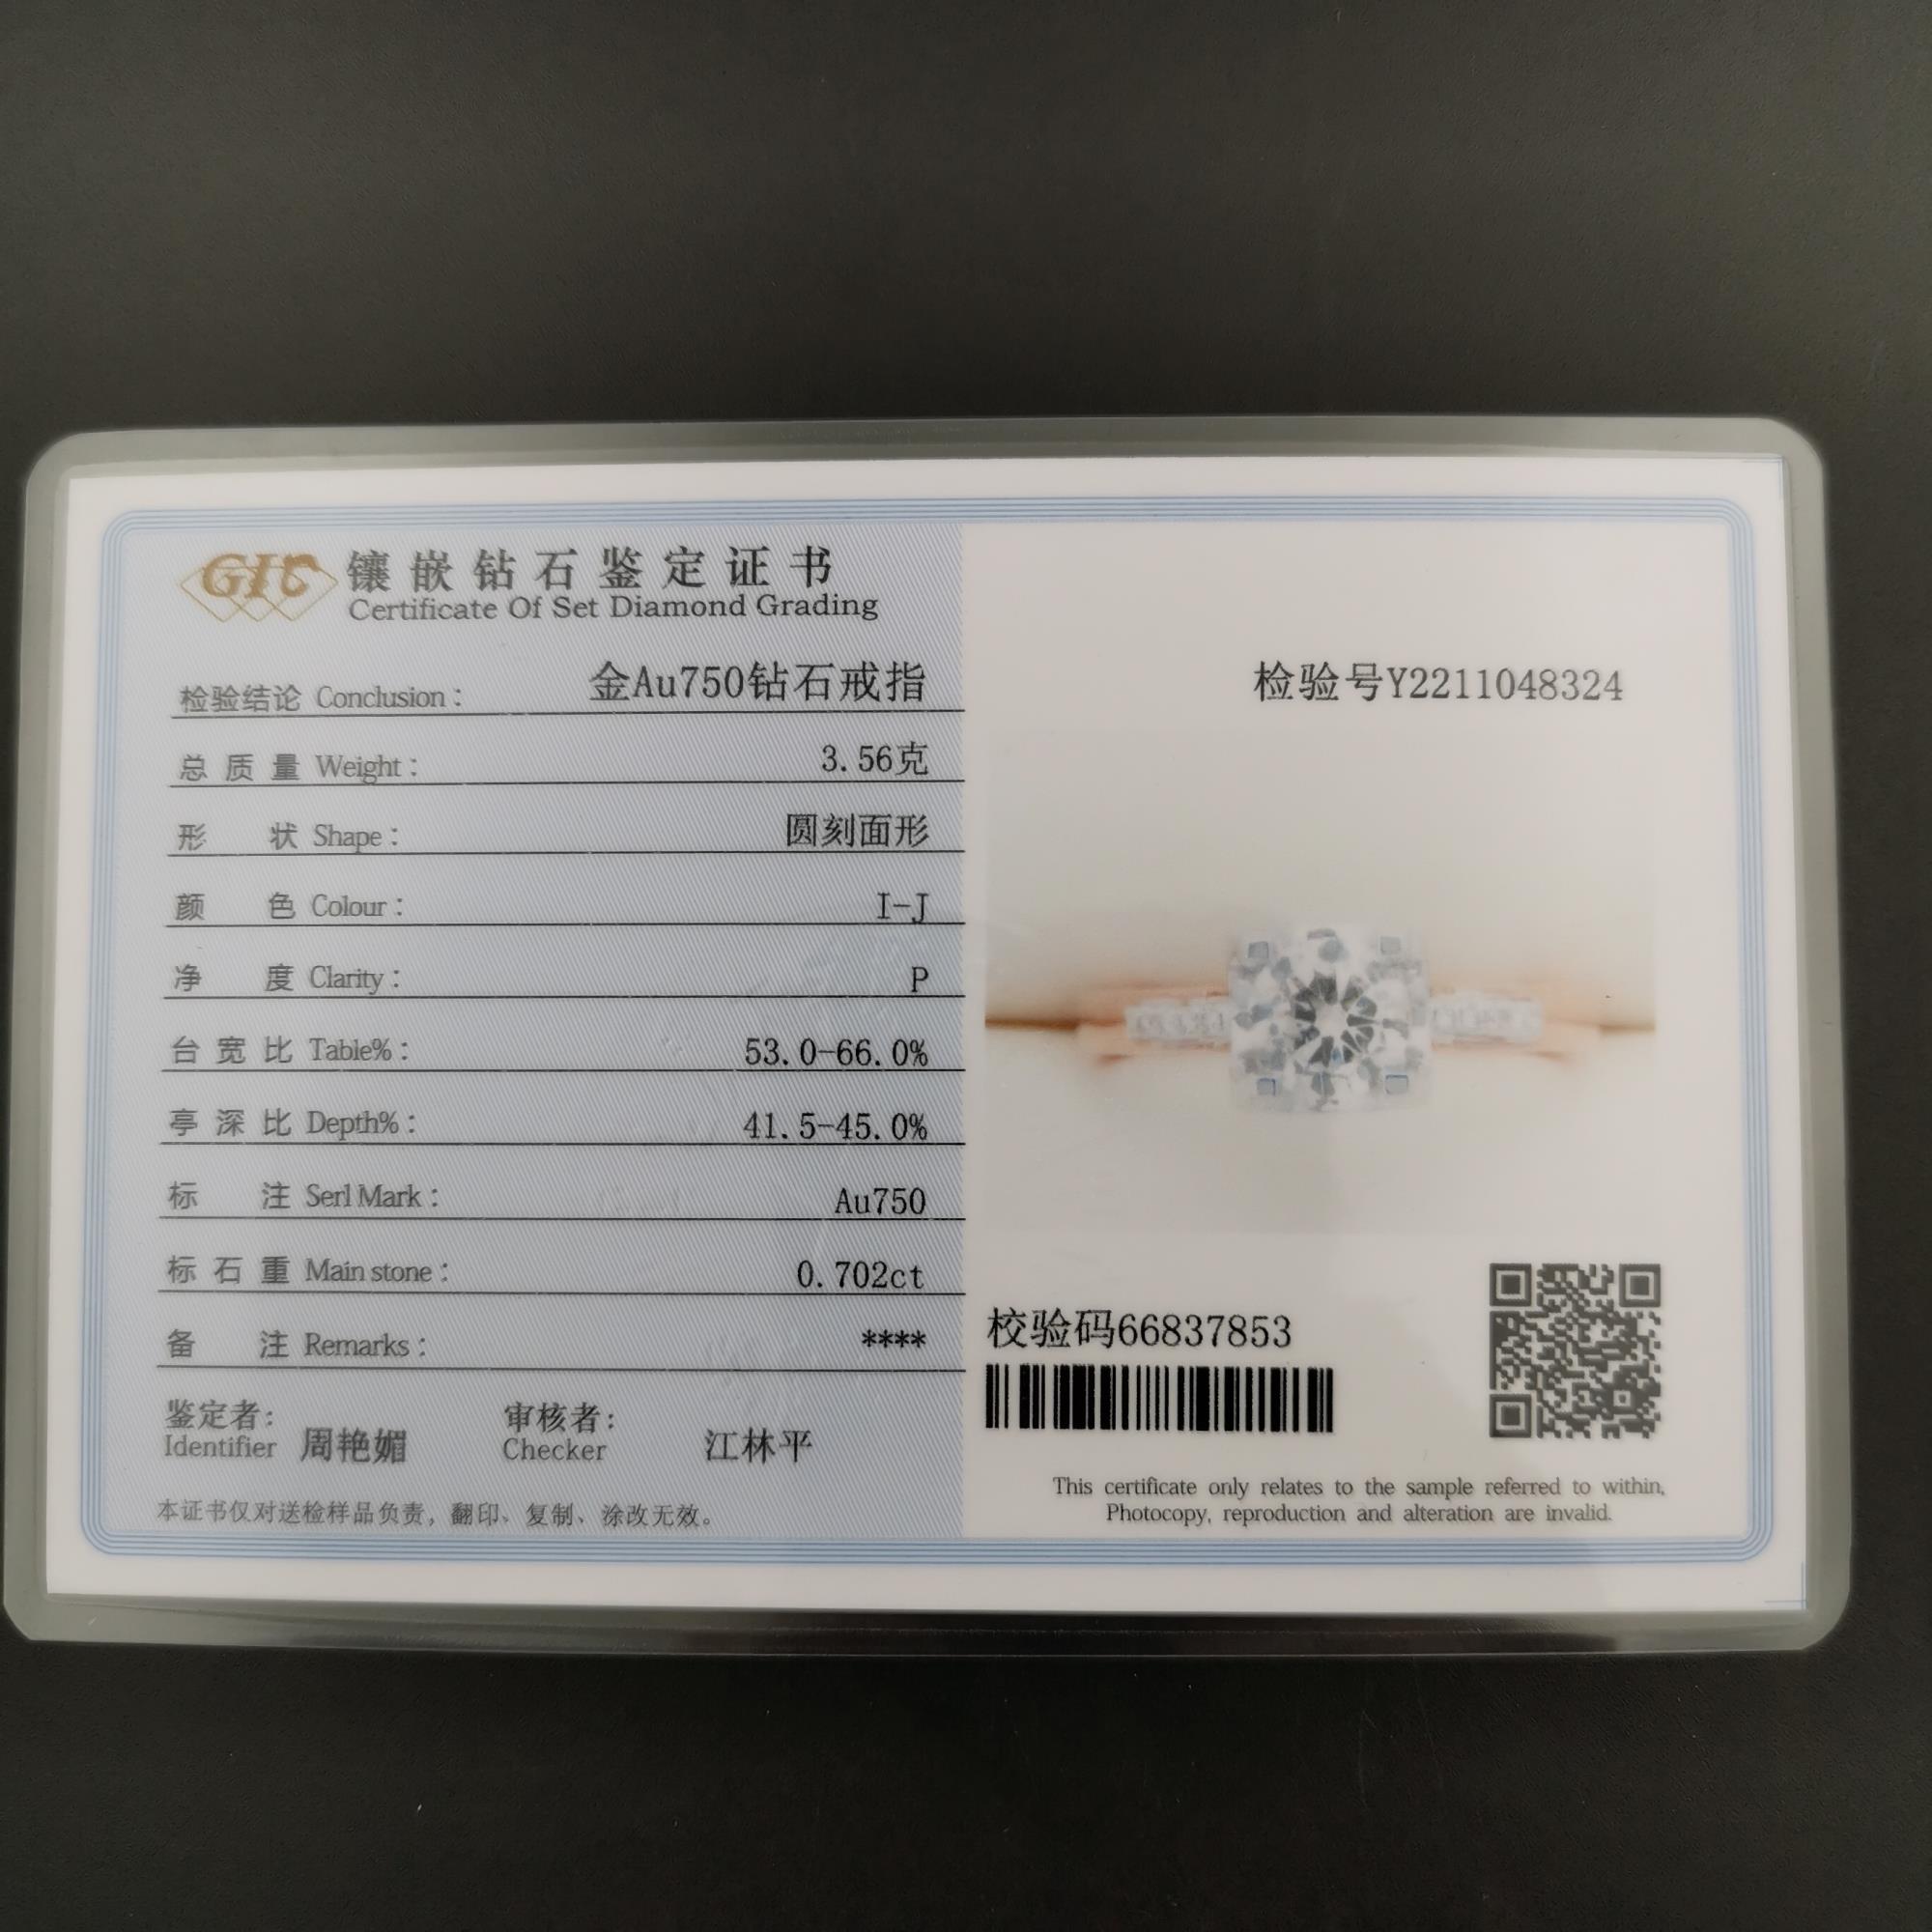 GIC 镶嵌钻石鉴定证书
Certificate Of Set Diamond Grading
检验结论 Conclusion： 金Au750钻石戒指
总质量 Weight： 3.56克
形状 Shape： 圆刻面形
颜色 Colour： I-J
净度 Clarity： P
台宽比 Table%： 53.0-66.0%
亭深比 Depth%： 41.5-45.0%
标注 Serl Mark： Au750
标石重 Main stone： 0.702ct
备注 Remarks： ****
鉴定者： 周艳媚 审核者： 江林平
Identifier Checker
本证书仅对送检样品负责，翻印、复制、涂改无效。
检验号Y2211048324
校验码66837853
This certificate only relates to the sample referred to within,
Photocopy, reproduction and alteration are invalid.